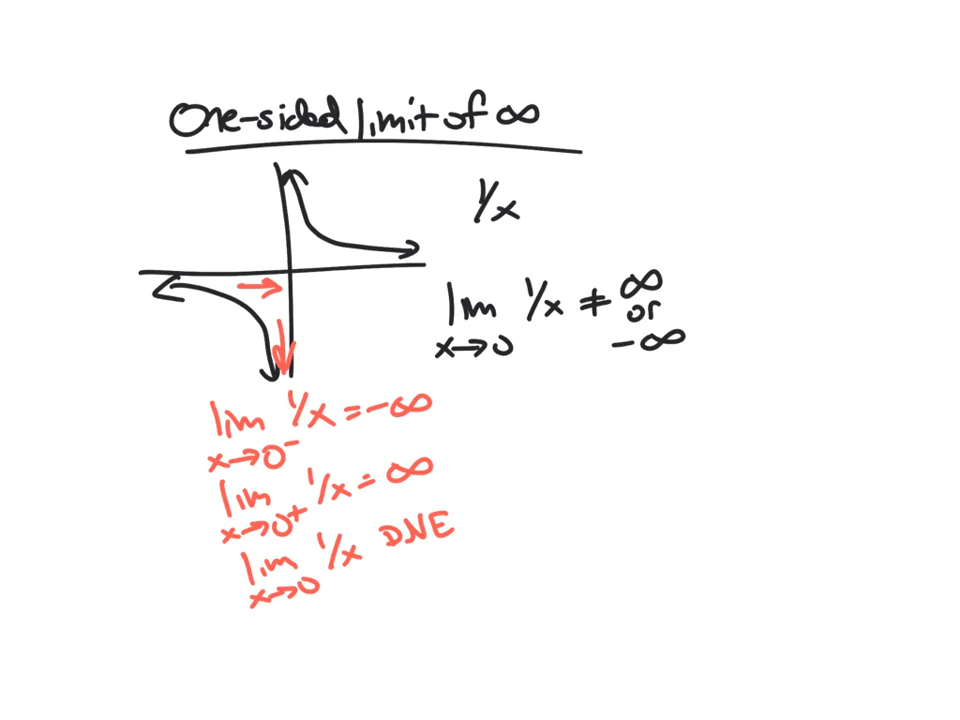 One-sided limit of ∞
1/x
lim 1/x ≠ ∞
or
x→0 -∞
lim 1/x = -∞
x→0⁻
lim 1/x = ∞
x→0⁺
lim 1/x DNE
x→0